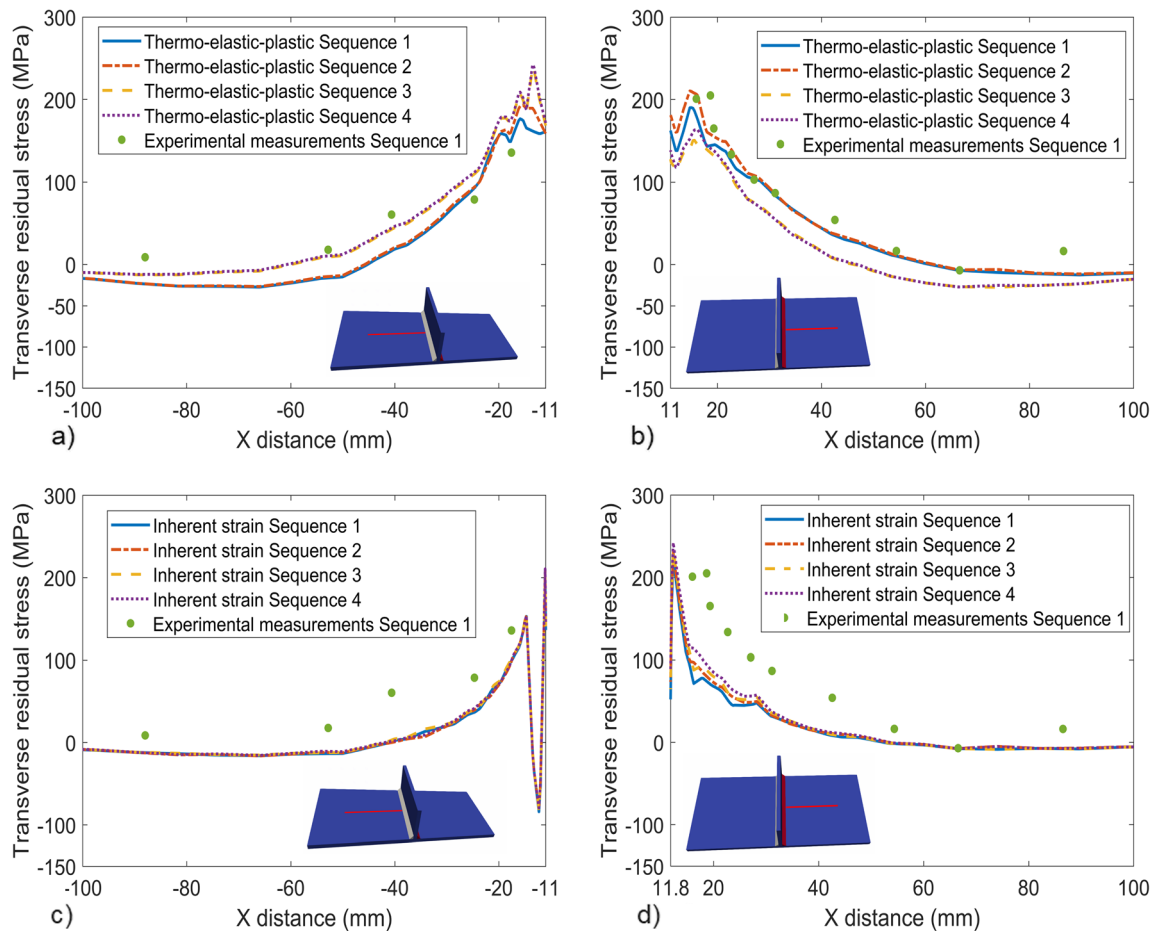 Transverse residual stress (MPa)
300
200
100
0
-50
-100
-150
Thermo-elastic-plastic Sequence 1
Thermo-elastic-plastic Sequence 2
Thermo-elastic-plastic Sequence 3
Thermo-elastic-plastic Sequence 4
Experimental measurements Sequence 1
-100 -80 -60 -40 -20 -11
X distance (mm)
a)
Transverse residual stress (MPa)
300
200
100
0
-50
-100
-150
Thermo-elastic-plastic Sequence 1
Thermo-elastic-plastic Sequence 2
Thermo-elastic-plastic Sequence 3
Thermo-elastic-plastic Sequence 4
Experimental measurements Sequence 1
11 20 40 60 80 100
X distance (mm)
b)
Transverse residual stress (MPa)
300
200
100
0
-50
-100
-150
Inherent strain Sequence 1
Inherent strain Sequence 2
Inherent strain Sequence 3
Inherent strain Sequence 4
Experimental measurements Sequence 1
-100 -80 -60 -40 -20 -11
X distance (mm)
c)
Transverse residual stress (MPa)
300
200
100
0
-50
-100
-150
Inherent strain Sequence 1
Inherent strain Sequence 2
Inherent strain Sequence 3
Inherent strain Sequence 4
Experimental measurements Sequence 1
11.8 20 40 60 80 100
X distance (mm)
d)